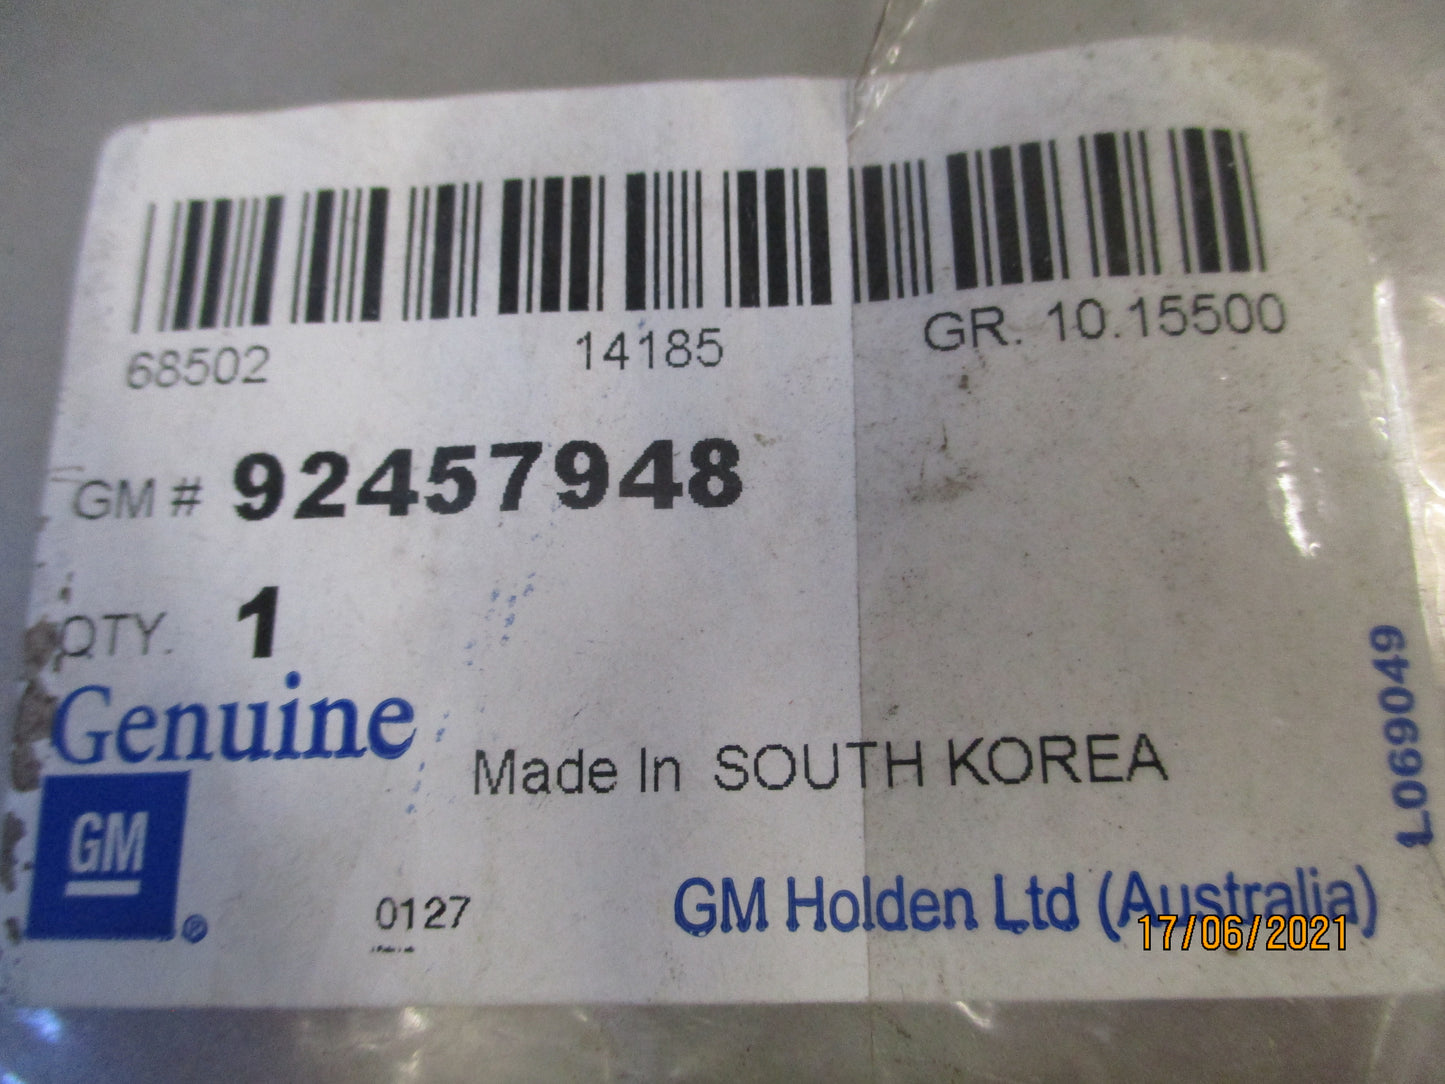 68502 14185 GR. 10.15500
GM # 92457948
QTY. 1
Genuine
GM
®
Made In SOUTH KOREA
0127
GM Holden Ltd (Australia)
L069049
17/06/2021